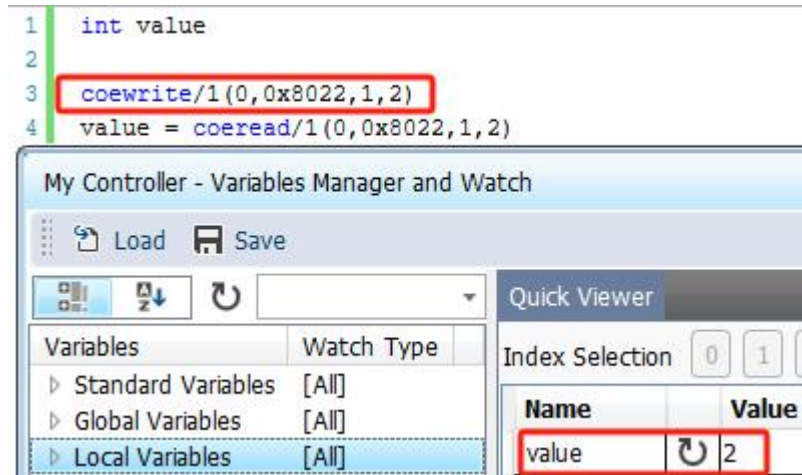 1 int value
2
3 coewrite/1(0,0x8022,1,2)
4 value = coeread/1(0,0x8022,1,2)
My Controller - Variables Manager and Watch
Load Save
Quick Viewer
Variables Watch Type
Index Selection 0 1
Standard Variables [All]
Name Value
Global Variables [All]
Local Variables [All]
value 2